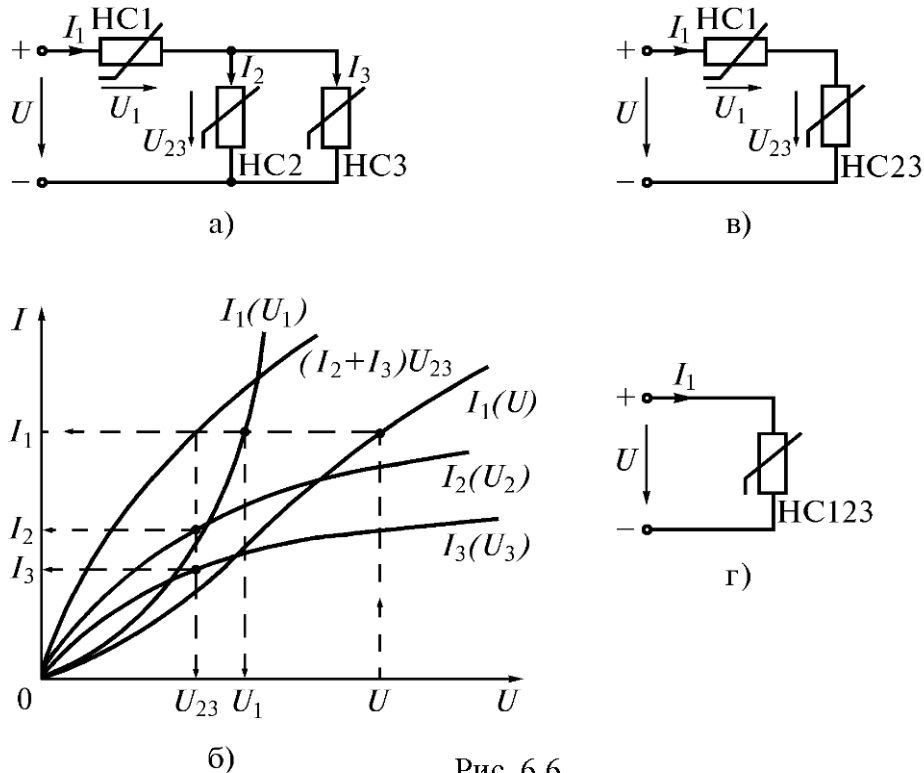 I₁ НС1
+
I₂ I₃
U
U₁
U₂₃
НС2 НС3
−
а)
I₁ НС1
+
U
U₁
U₂₃
НС23
−
в)
I
I₁(U₁)
(I₂+I₃)U₂₃
I₁(U)
I₁
I₂(U₂)
I₂
I₃(U₃)
I₃
0 U₂₃ U₁ U U
б)
I₁
+
U
−
НС123
г)
Рис. 6.6